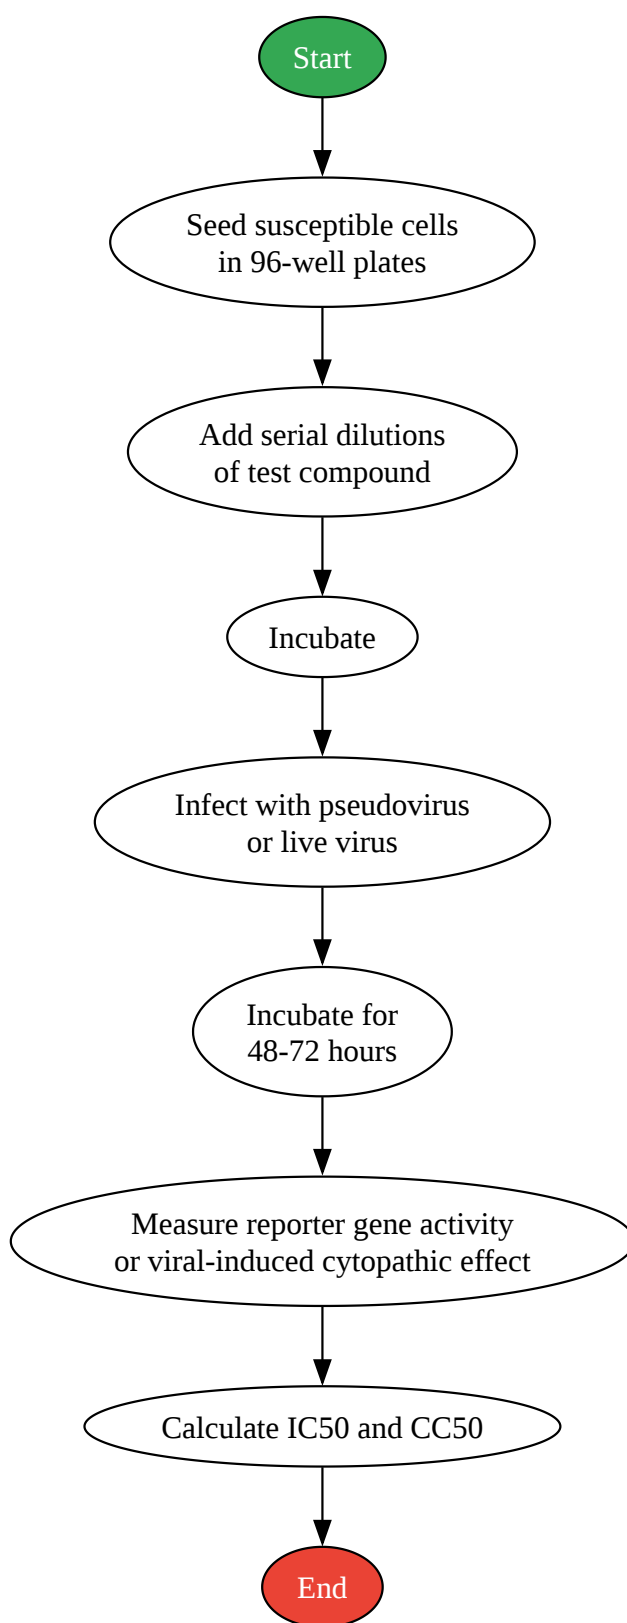 Start
Seed susceptible cells
in 96-well plates
Add serial dilutions
of test compound
Incubate
Infect with pseudovirus
or live virus
Incubate for
48-72 hours
Measure reporter gene activity
or viral-induced cytopathic effect
Calculate IC50 and CC50
End